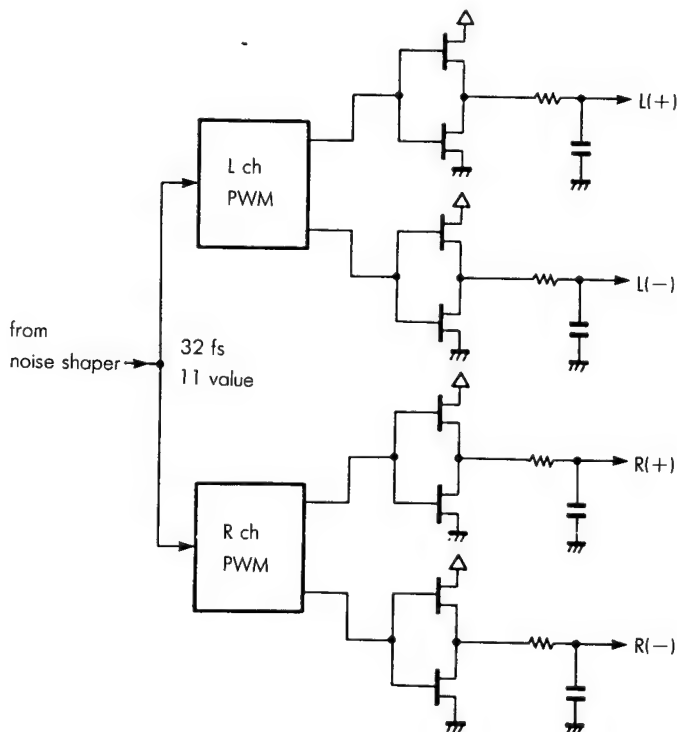 L(+)
L ch
PWM
L(—)
from
noise shaper
32 fs
11 value
R(+)
R ch
PWM
R(—)